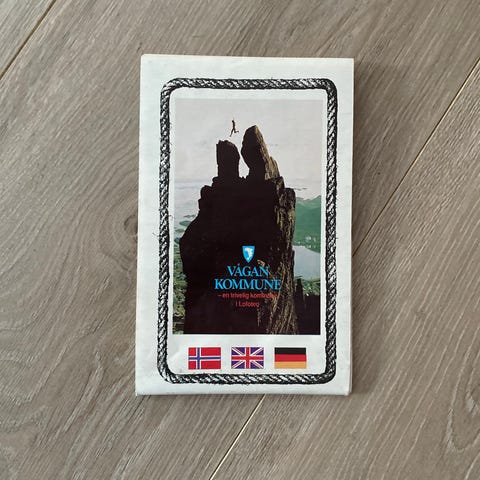 VÅGAN
KOMMUNE
– en trivelig kommune
i Lofoten